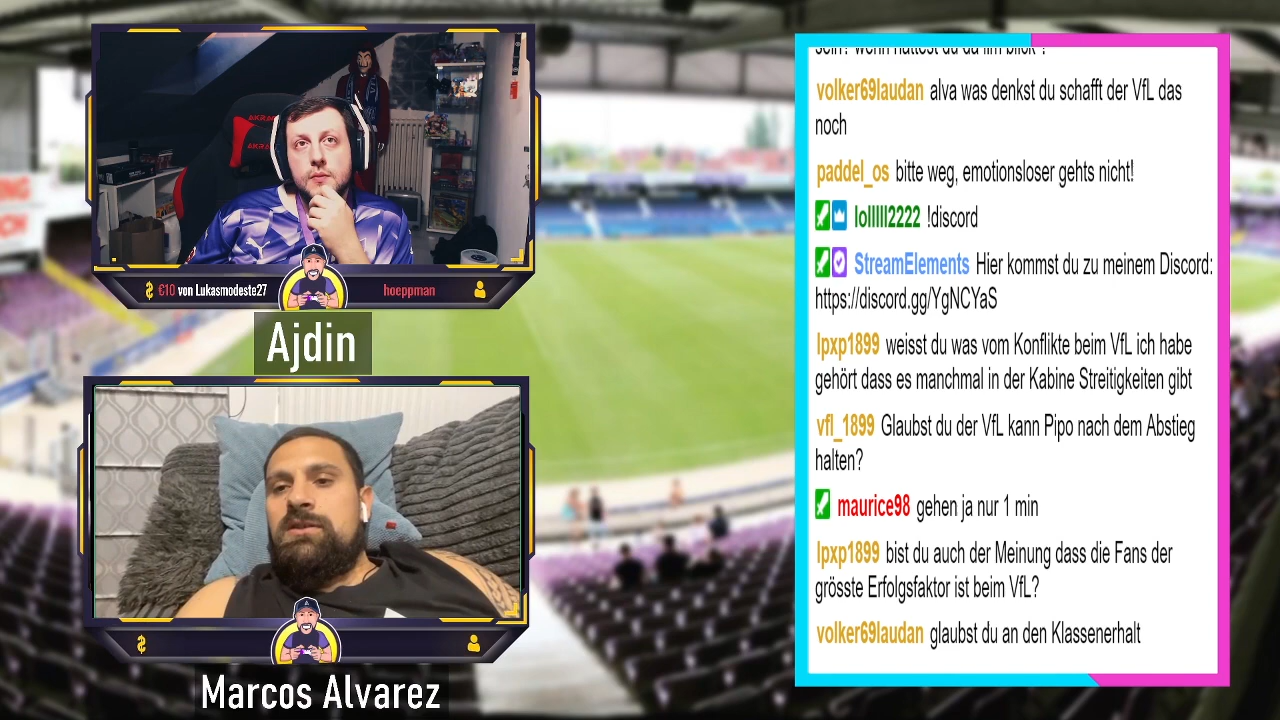 AKRA
AKRA
€10 von Lukasmodeste27
hoeppman
Ajdin
Marcos Alvarez
volker69laudan alva was denkst du schafft der VfL das
noch
paddel_os bitte weg, emotionsloser gehts nicht!
lolllll2222 !discord
StreamElements Hier kommst du zu meinem Discord:
https://discord.gg/YgNCYaS
lpxp1899 weisst du was vom Konflikte beim VfL ich habe
gehört dass es manchmal in der Kabine Streitigkeiten gibt
vfl_1899 Glaubst du der VfL kann Pipo nach dem Abstieg
halten?
maurice98 gehen ja nur 1 min
lpxp1899 bist du auch der Meinung dass die Fans der
grösste Erfolgsfaktor ist beim VfL?
volker69laudan glaubst du an den Klassenerhalt